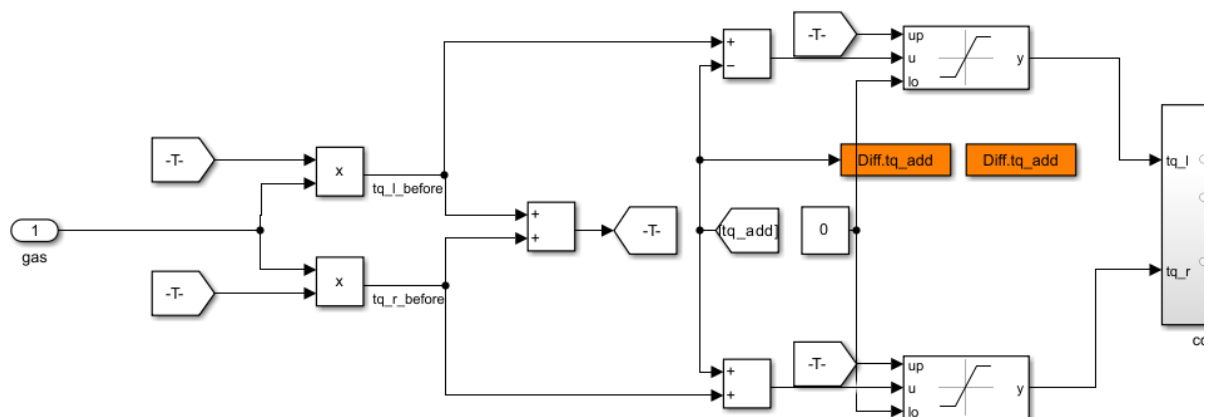 -T-
+
−
up
u
lo
y
-T-
x
tq_l_before
Diff.tq_add
Diff.tq_add
tq_l
1
gas
+
+
-T-
[tq_add]
0
-T-
x
tq_r_before
tq_r
-T-
+
+
up
u
lo
y